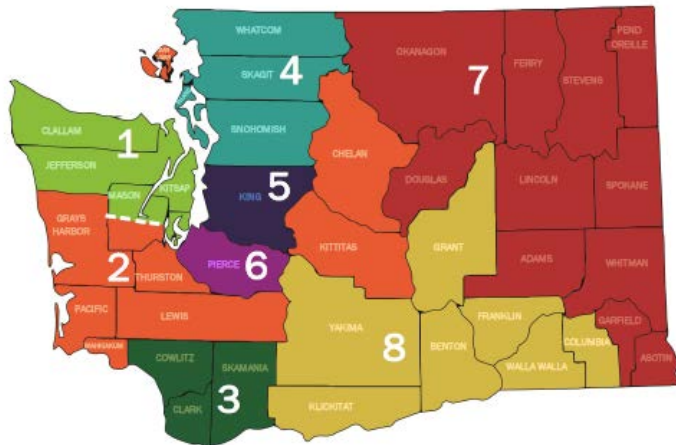 WHATCOM
SKAGIT
4
SNOHOMISH
OKANAGON
7
FERRY
STEVENS
PEND
OREILLE
CLALLAM
1
JEFFERSON
MASON
KITSAP
CHELAN
DOUGLAS
LINCOLN
SPOKANE
KING
5
GRAYS
HARBOR
2
THURSTON
PIERCE
6
KITTITAS
GRANT
ADAMS
WHITMAN
PACIFIC
LEWIS
YAKIMA
8
BENTON
FRANKLIN
COLUMBIA
GARFIELD
WALLA WALLA
ASOTIN
WAHKIAKUM
COWLITZ
SKAMANIA
CLARK
3
KLICKITAT